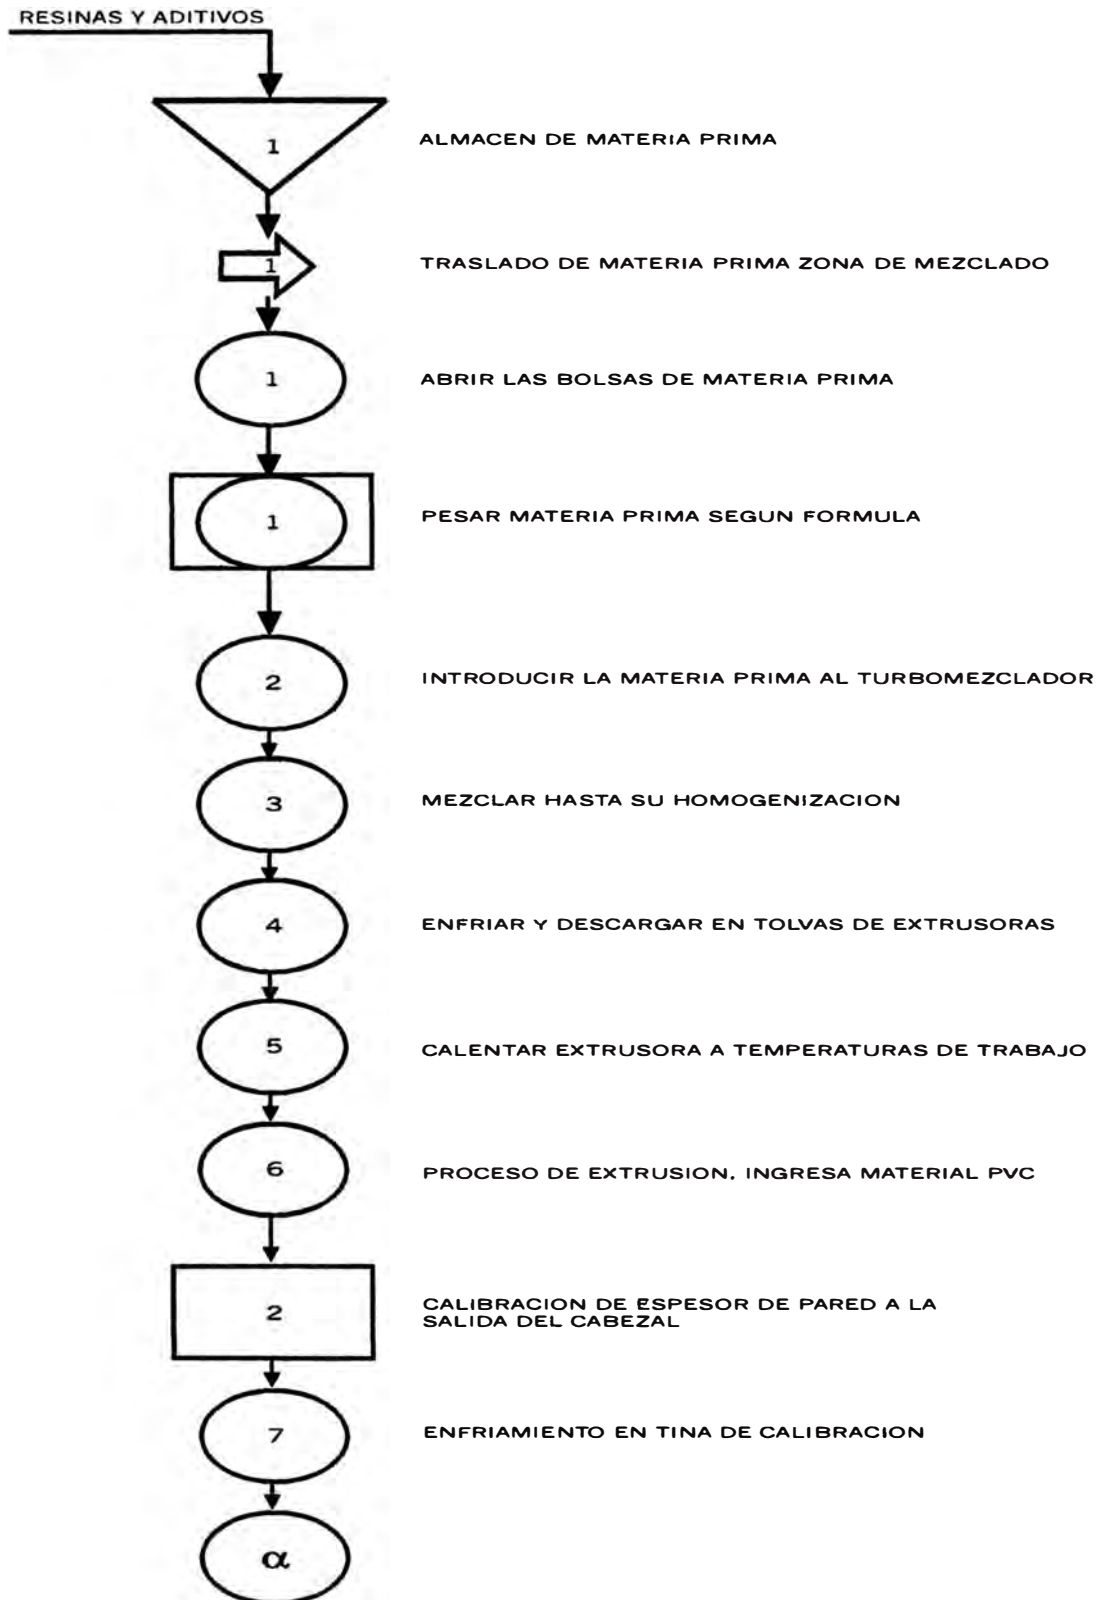 RESINAS Y ADITIVOS
1
ALMACEN DE MATERIA PRIMA
1
TRASLADO DE MATERIA PRIMA ZONA DE MEZCLADO
1
ABRIR LAS BOLSAS DE MATERIA PRIMA
1
PESAR MATERIA PRIMA SEGUN FORMULA
2
INTRODUCIR LA MATERIA PRIMA AL TURBOMEZCLADOR
3
MEZCLAR HASTA SU HOMOGENIZACION
4
ENFRIAR Y DESCARGAR EN TOLVAS DE EXTRUSORAS
5
CALENTAR EXTRUSORA A TEMPERATURAS DE TRABAJO
6
PROCESO DE EXTRUSION, INGRESA MATERIAL PVC
2
CALIBRACION DE ESPESOR DE PARED A LA
SALIDA DEL CABEZAL
7
ENFRIAMIENTO EN TINA DE CALIBRACION
α